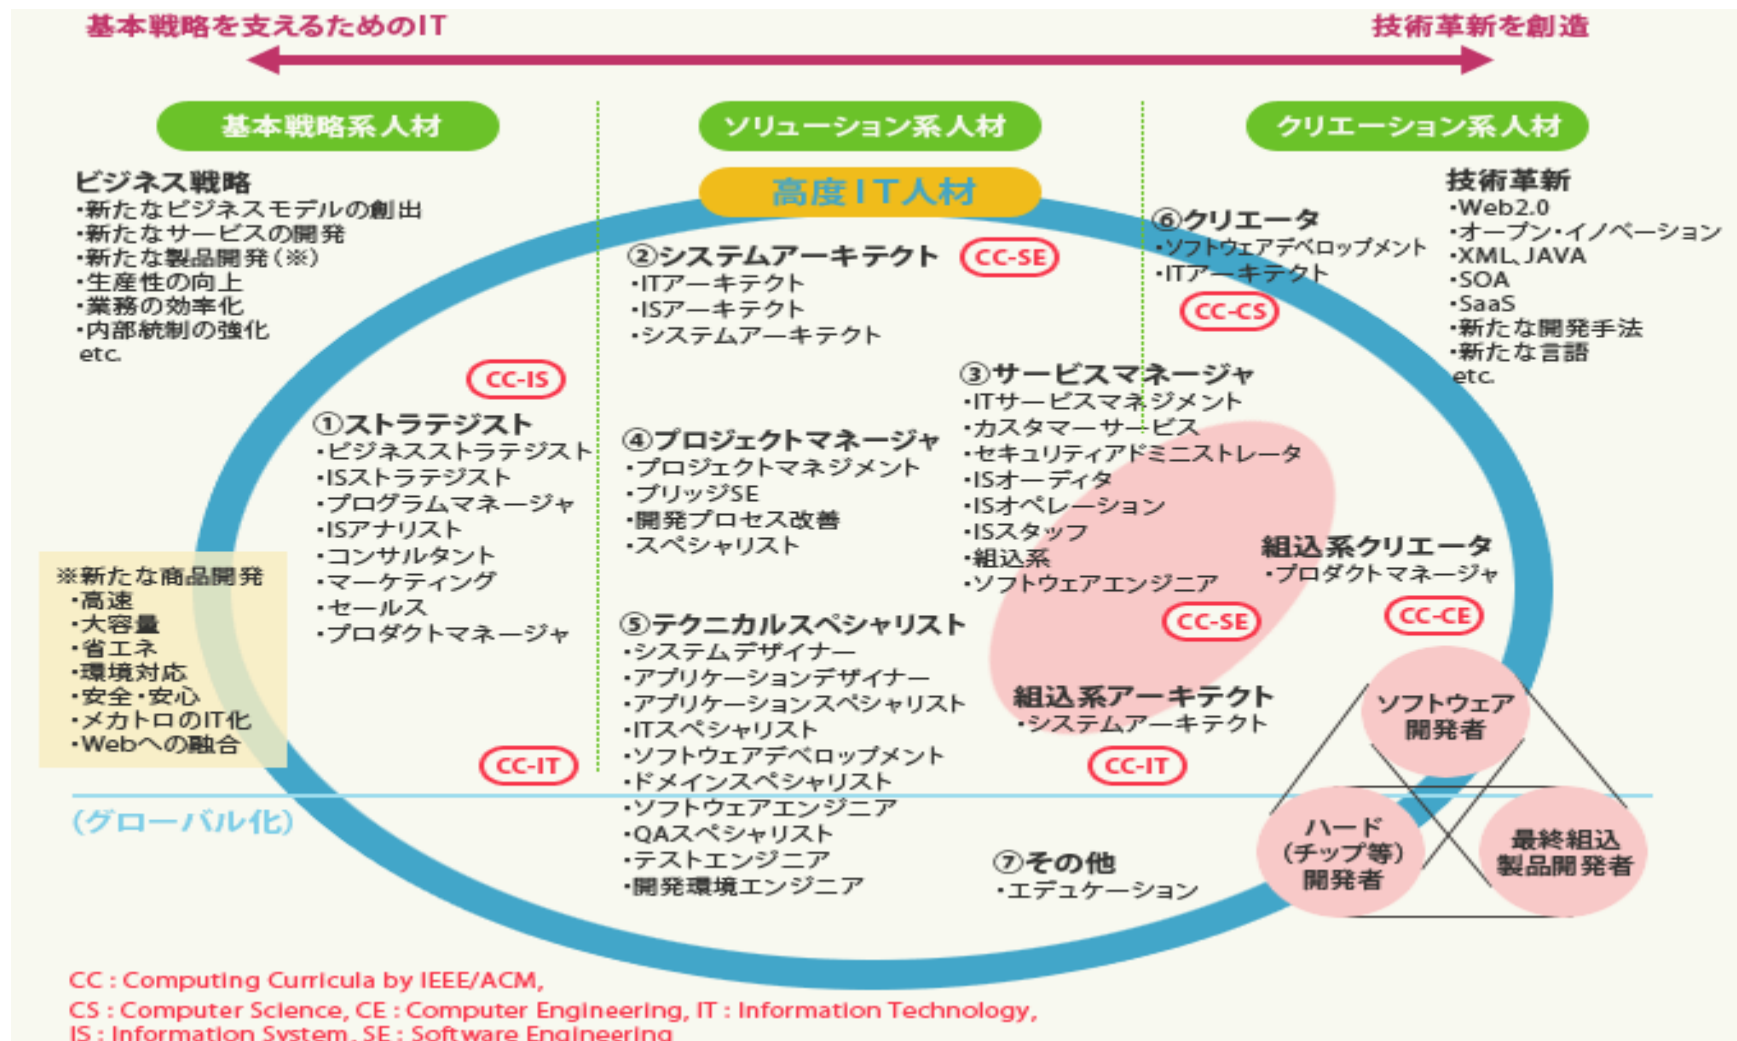 基本戦略を支えるためのIT
技術革新を創造
基本戦略系人材
ソリューション系人材
クリエーション系人材
高度IT人材
ビジネス戦略
・新たなビジネスモデルの創出
・新たなサービスの開発
・新たな製品開発(※)
・生産性の向上
・業務の効率化
・内部統制の強化
etc.
CC-IS
①ストラテジスト
・ビジネスストラテジスト
・ISストラテジスト
・プログラムマネージャ
・ISアナリスト
・コンサルタント
・マーケティング
・セールス
・プロダクトマネージャ
※新たな商品開発
・高速
・大容量
・省エネ
・環境対応
・安全・安心
・メカトロのIT化
・Webへの融合
CC-IT
(グローバル化)
②システムアーキテクト
CC-SE
・ITアーキテクト
・ISアーキテクト
・システムアーキテクト
④プロジェクトマネージャ
・プロジェクトマネジメント
・ブリッジSE
・開発プロセス改善
・スペシャリスト
⑤テクニカルスペシャリスト
・システムデザイナー
・アプリケーションデザイナー
・アプリケーションスペシャリスト
・ITスペシャリスト
・ソフトウェアデベロップメント
・ドメインスペシャリスト
・ソフトウェアエンジニア
・QAスペシャリスト
・テストエンジニア
・開発環境エンジニア
③サービスマネージャ
・ITサービスマネジメント
・カスタマーサービス
・セキュリティアドミニストレータ
・ISオーディタ
・ISオペレーション
・ISスタッフ
・組込系
・ソフトウェアエンジニア
CC-SE
組込系アーキテクト
・システムアーキテクト
CC-IT
⑦その他
・エデュケーション
⑥クリエータ
・ソフトウェアデベロップメント
・ITアーキテクト
CC-CS
技術革新
・Web2.0
・オープン・イノベーション
・XML、JAVA
・SOA
・SaaS
・新たな開発手法
・新たな言語
etc.
組込系クリエータ
・プロダクトマネージャ
CC-CE
ソフトウェア
開発者
ハード
(チップ等)
開発者
最終組込
製品開発者
CC : Computing Curricula by IEEE/ACM,
CS : Computer Science, CE : Computer Engineering, IT : Information Technology,
IS : Information System, SE : Software Engineering